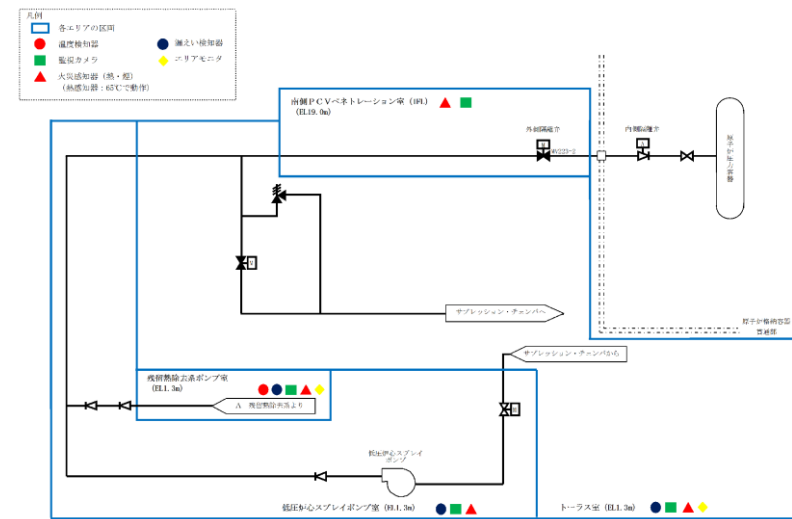 凡例
各エリアの区画
温度検知器
漏えい検知器
監視カメラ
エリアモニタ
火災感知器（熱・煙）
（熱感知器：65℃で動作）
南側ＰＣＶペネトレーション室（1FL）
（EL19.0m）
外側隔離弁
内側隔離弁
MV223-2
原子炉圧力容器
サプレッション・チェンバへ
原子炉格納容器
貫通部
サプレッション・チェンバから
残留熱除去系ポンプ室
（EL1.3m）
A 残留熱除去系より
低圧炉心スプレイ
ポンプ
低圧炉心スプレイポンプ室（EL1.3m）
トーラス室（EL1.3m）